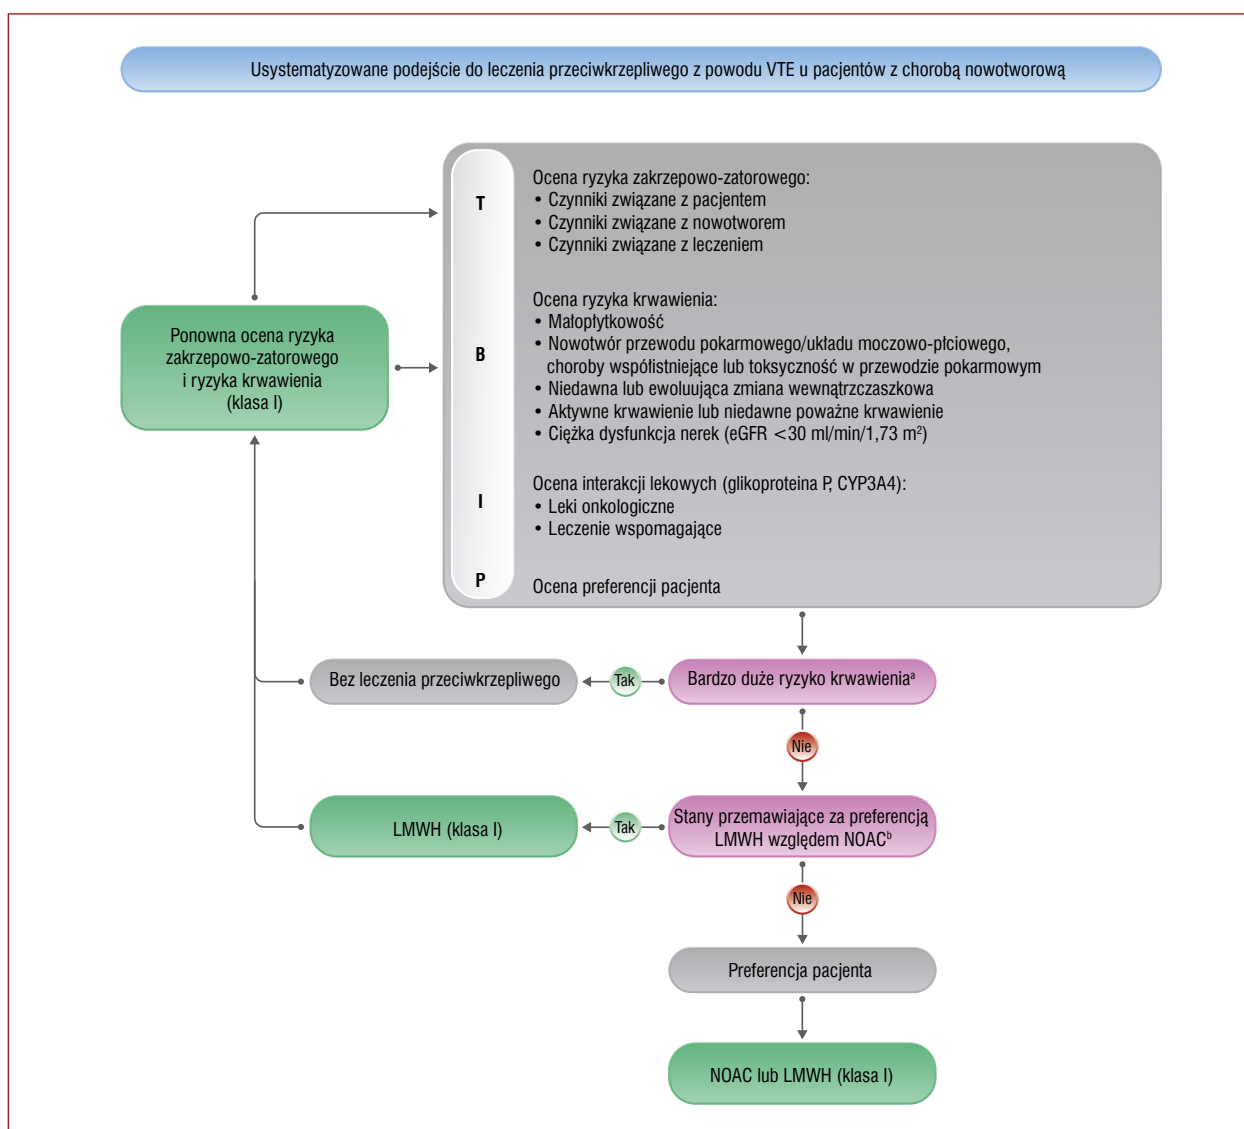 Usystematyzowane podejście do leczenia przeciwkrzepliwego z powodu VTE u pacjentów z chorobą nowotworową
T
Ocena ryzyka zakrzepowo-zatorowego:
• Czynniki związane z pacjentem
• Czynniki związane z nowotworem
• Czynniki związane z leczeniem
Ponowna ocena ryzyka
zakrzepowo-zatorowego
i ryzyka krwawienia
(klasa I)
B
Ocena ryzyka krwawienia:
• Małopłytkowość
• Nowotwór przewodu pokarmowego/układu moczowo-płciowego,
choroby współistniejące lub toksyczność w przewodzie pokarmowym
• Niedawna lub ewoluująca zmiana wewnątrzczaszkowa
• Aktywne krwawienie lub niedawne poważne krwawienie
• Ciężka dysfunkcja nerek (eGFR <30 ml/min/1,73 m²)
I
Ocena interakcji lekowych (glikoproteina P, CYP3A4):
• Leki onkologiczne
• Leczenie wspomagające
P
Ocena preferencji pacjenta
Bez leczenia przeciwkrzepliwego
Tak
Bardzo duże ryzyko krwawieniaᵃ
Nie
LMWH (klasa I)
Tak
Stany przemawiające za preferencją
LMWH względem NOACᵇ
Nie
Preferencja pacjenta
NOAC lub LMWH (klasa I)